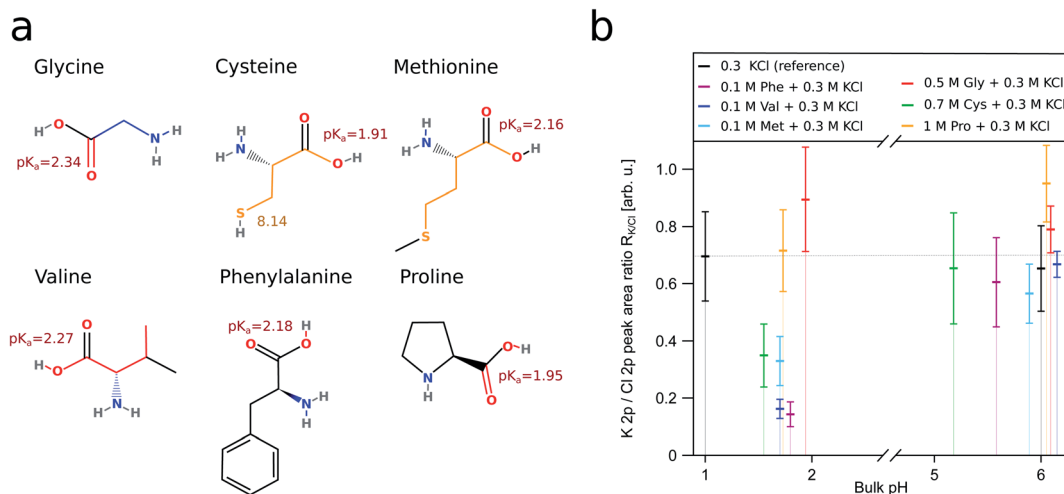 a
Glycine
Cysteine
Methionine
H
O
O
N
H
H
pKₐ=2.34
H
N
H
O
O
H
S
H
pKₐ=1.91
8.14
H
N
H
O
O
H
S
pKₐ=2.16
Valine
Phenylalanine
Proline
pKₐ=2.27
O
H
O
N
H
H
pKₐ=2.18
H
O
O
N
H
H
O
H
O
N
H
pKₐ=1.95
b
0.3 KCl (reference)
0.1 M Phe + 0.3 M KCl
0.1 M Val + 0.3 M KCl
0.1 M Met + 0.3 M KCl
0.5 M Gly + 0.3 M KCl
0.7 M Cys + 0.3 M KCl
1 M Pro + 0.3 M KCl
K 2p / Cl 2p peak area ratio R_K/Cl [arb. u.]
1.0
0.8
0.6
0.4
0.2
0
1
2
5
6
Bulk pH